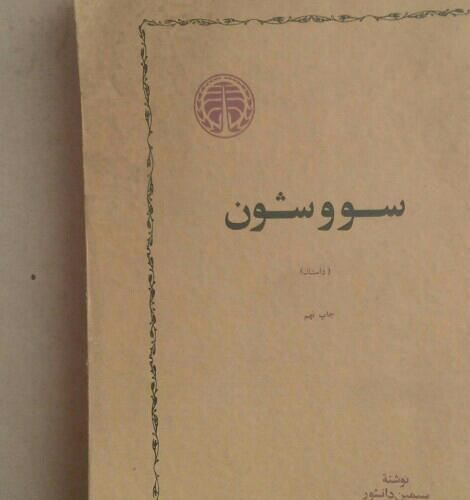 سووشون
(داستان)
چاپ نهم
نوشتهٔ
سیمین دانشور